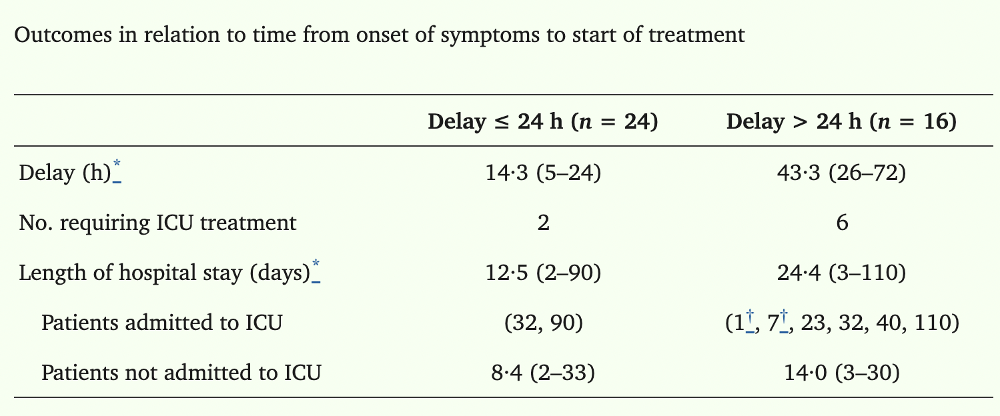 Outcomes in relation to time from onset of symptoms to start of treatment
Delay ≤ 24 h (n = 24) Delay > 24 h (n = 16)
Delay (h)* 14·3 (5–24) 43·3 (26–72)
No. requiring ICU treatment 2 6
Length of hospital stay (days)* 12·5 (2–90) 24·4 (3–110)
Patients admitted to ICU (32, 90) (1†, 7†, 23, 32, 40, 110)
Patients not admitted to ICU 8·4 (2–33) 14·0 (3–30)